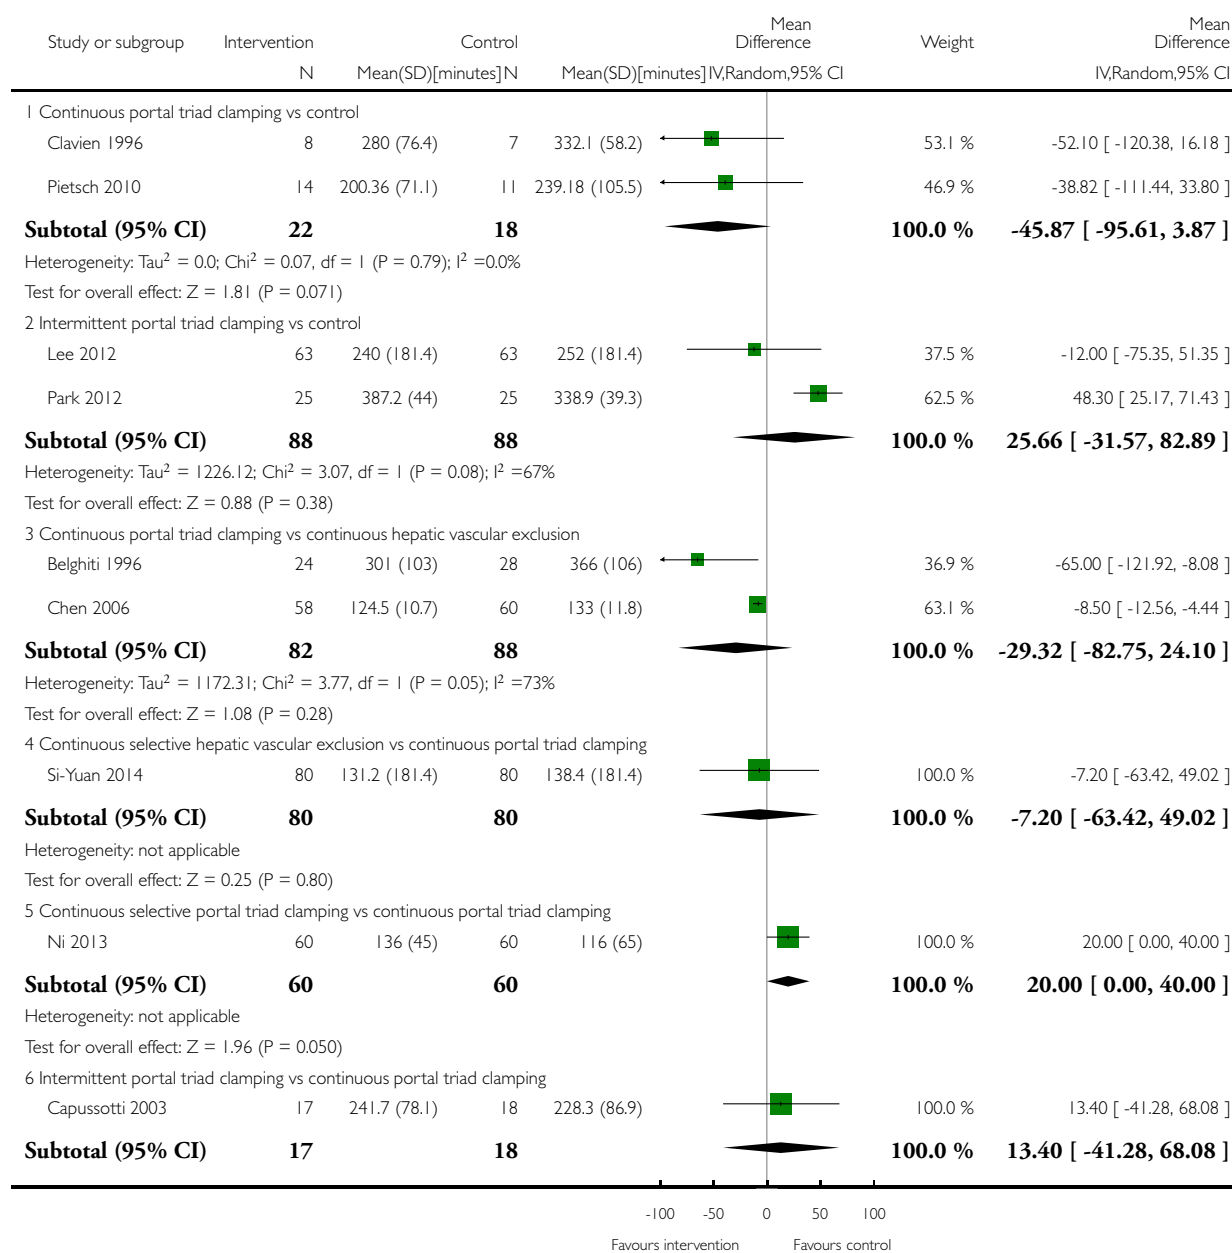 Mean Mean
Study or subgroup Intervention Control Difference Weight Difference
N Mean(SD)[minutes] N Mean(SD)[minutes] IV,Random,95% CI IV,Random,95% CI
1 Continuous portal triad clamping vs control
Clavien 1996 8 280 (76.4) 7 332.1 (58.2) 53.1 % -52.10 [ -120.38, 16.18 ]
Pietsch 2010 14 200.36 (71.1) 11 239.18 (105.5) 46.9 % -38.82 [ -111.44, 33.80 ]
Subtotal (95% CI) 22 18 100.0 % -45.87 [ -95.61, 3.87 ]
Heterogeneity: Tau² = 0.0; Chi² = 0.07, df = 1 (P = 0.79); I² =0.0%
Test for overall effect: Z = 1.81 (P = 0.071)
2 Intermittent portal triad clamping vs control
Lee 2012 63 240 (181.4) 63 252 (181.4) 37.5 % -12.00 [ -75.35, 51.35 ]
Park 2012 25 387.2 (44) 25 338.9 (39.3) 62.5 % 48.30 [ 25.17, 71.43 ]
Subtotal (95% CI) 88 88 100.0 % 25.66 [ -31.57, 82.89 ]
Heterogeneity: Tau² = 1226.12; Chi² = 3.07, df = 1 (P = 0.08); I² =67%
Test for overall effect: Z = 0.88 (P = 0.38)
3 Continuous portal triad clamping vs continuous hepatic vascular exclusion
Belghiti 1996 24 301 (103) 28 366 (106) 36.9 % -65.00 [ -121.92, -8.08 ]
Chen 2006 58 124.5 (10.7) 60 133 (11.8) 63.1 % -8.50 [ -12.56, -4.44 ]
Subtotal (95% CI) 82 88 100.0 % -29.32 [ -82.75, 24.10 ]
Heterogeneity: Tau² = 1172.31; Chi² = 3.77, df = 1 (P = 0.05); I² =73%
Test for overall effect: Z = 1.08 (P = 0.28)
4 Continuous selective hepatic vascular exclusion vs continuous portal triad clamping
Si-Yuan 2014 80 131.2 (181.4) 80 138.4 (181.4) 100.0 % -7.20 [ -63.42, 49.02 ]
Subtotal (95% CI) 80 80 100.0 % -7.20 [ -63.42, 49.02 ]
Heterogeneity: not applicable
Test for overall effect: Z = 0.25 (P = 0.80)
5 Continuous selective portal triad clamping vs continuous portal triad clamping
Ni 2013 60 136 (45) 60 116 (65) 100.0 % 20.00 [ 0.00, 40.00 ]
Subtotal (95% CI) 60 60 100.0 % 20.00 [ 0.00, 40.00 ]
Heterogeneity: not applicable
Test for overall effect: Z = 1.96 (P = 0.050)
6 Intermittent portal triad clamping vs continuous portal triad clamping
Capussotti 2003 17 241.7 (78.1) 18 228.3 (86.9) 100.0 % 13.40 [ -41.28, 68.08 ]
Subtotal (95% CI) 17 18 100.0 % 13.40 [ -41.28, 68.08 ]
-100 -50 0 50 100
Favours intervention Favours control